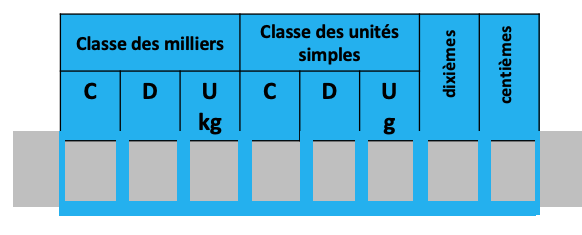 Classe des milliers
Classe des unités
simples
dixièmes
centièmes
C D U C D U
kg g